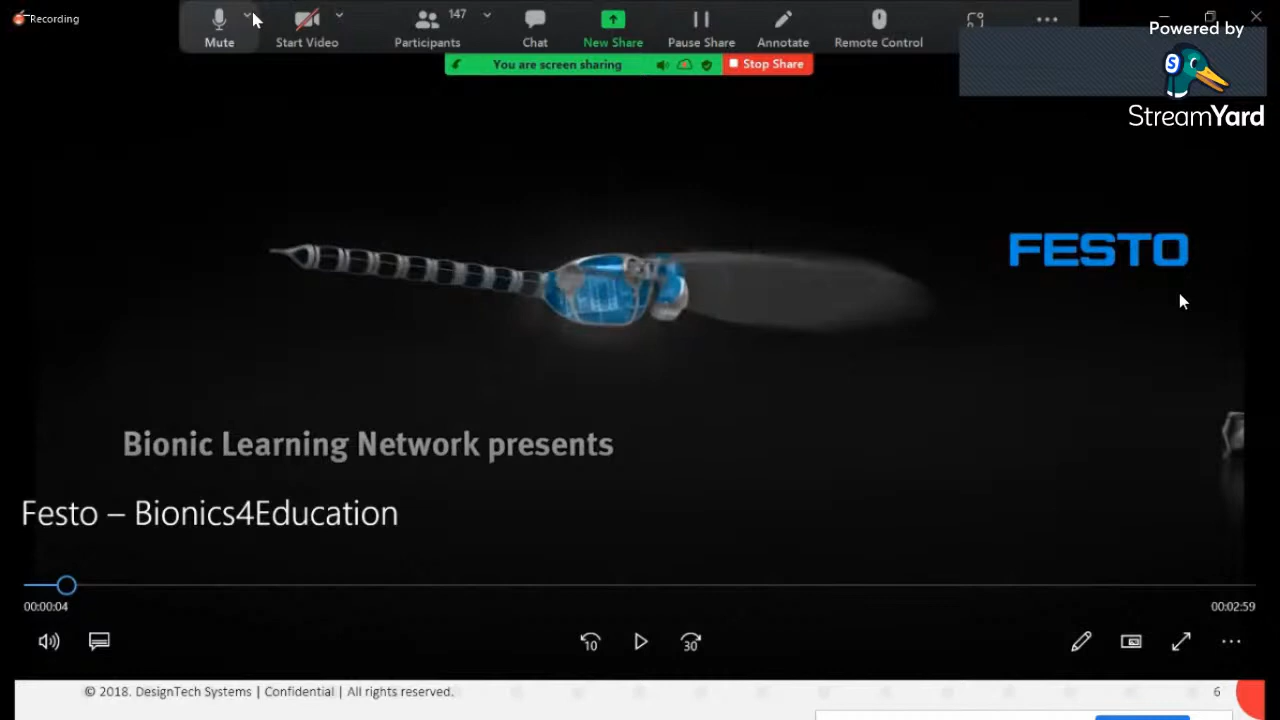 Recording
Mute
Start Video
Participants
147
Chat
New Share
Pause Share
Annotate
Remote Control
You are screen sharing
Stop Share
Powered by
S
StreamYard
FESTO
Bionic Learning Network presents
Festo – Bionics4Education
00:00:04
00:02:59
10
30
© 2018. DesignTech Systems | Confidential | All rights reserved.
6